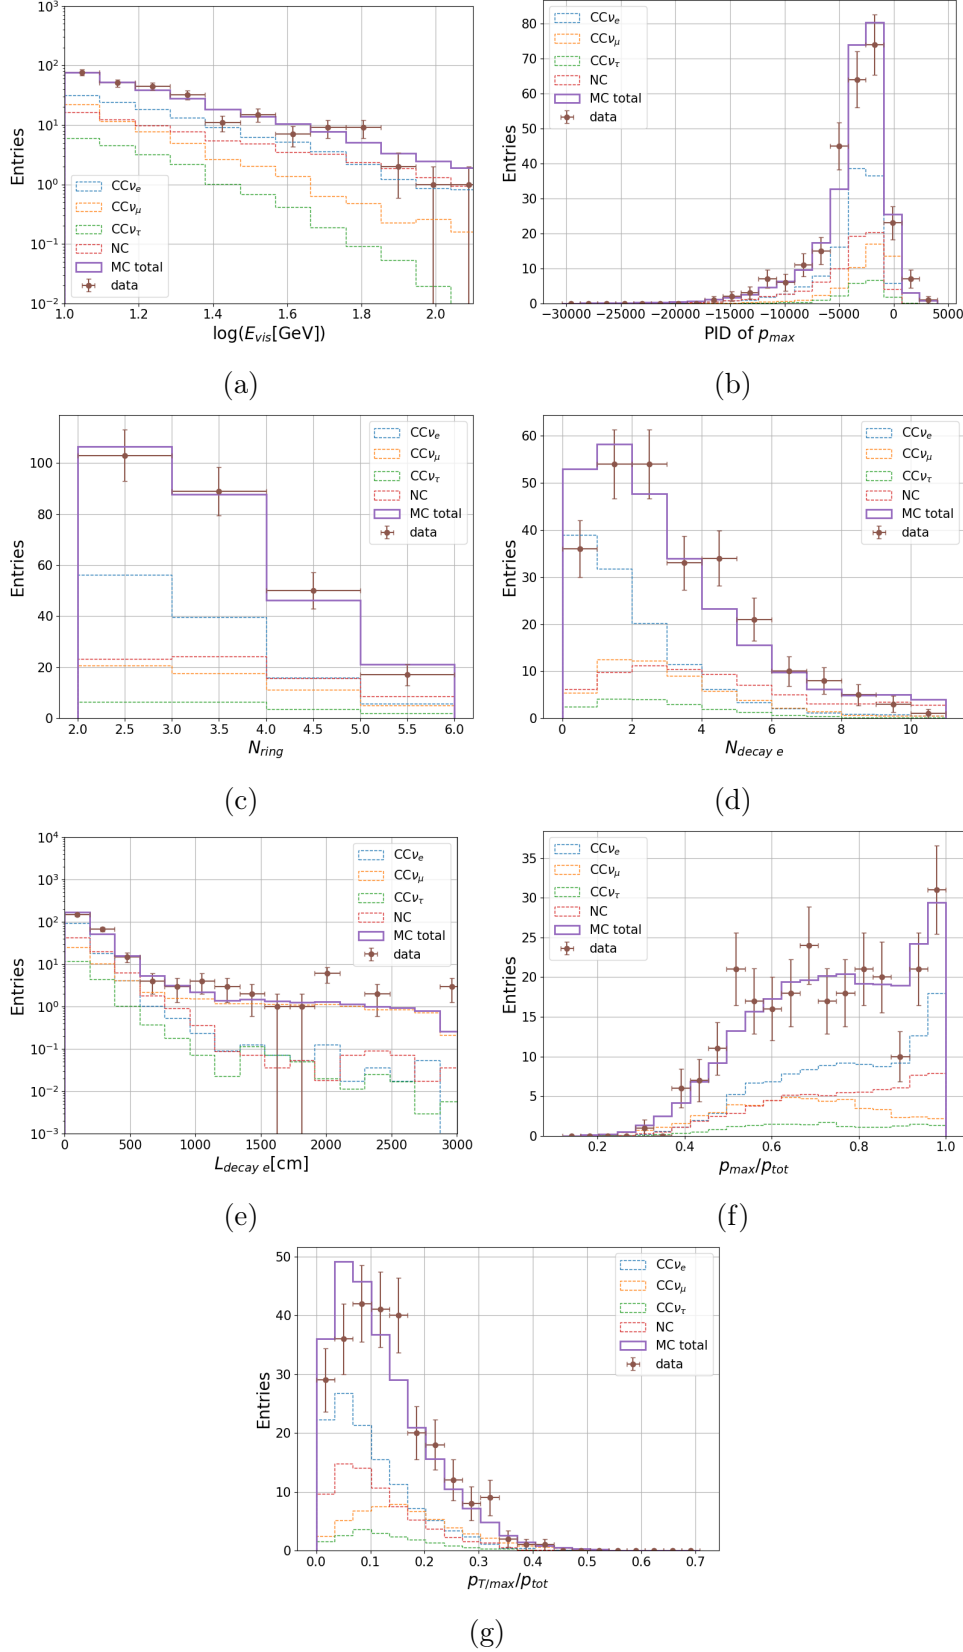 10³
10²
10¹
10⁰
10⁻¹
10⁻²
Entries
CCνₑ
CCν_μ
CCν_τ
NC
MC total
data
1.0 1.2 1.4 1.6 1.8 2.0
log(E_vis[GeV])
(a)
80
70
60
50
40
30
20
10
0
Entries
CCνₑ
CCν_μ
CCν_τ
NC
MC total
data
−30000 −25000 −20000 −15000 −10000 −5000 0 5000
PID of p_max
(b)
100
80
60
40
20
0
Entries
CCνₑ
CCν_μ
CCν_τ
NC
MC total
data
2.0 2.5 3.0 3.5 4.0 4.5 5.0 5.5 6.0
N_ring
(c)
60
50
40
30
20
10
0
Entries
CCνₑ
CCν_μ
CCν_τ
NC
MC total
data
0 2 4 6 8 10
N_decay e
(d)
10⁴
10³
10²
10¹
10⁰
10⁻¹
10⁻²
10⁻³
Entries
CCνₑ
CCν_μ
CCν_τ
NC
MC total
data
0 500 1000 1500 2000 2500 3000
L_decay e[cm]
(e)
35
30
25
20
15
10
5
0
Entries
CCνₑ
CCν_μ
CCν_τ
NC
MC total
data
0.2 0.4 0.6 0.8 1.0
p_max/p_tot
(f)
50
40
30
20
10
0
Entries
CCνₑ
CCν_μ
CCν_τ
NC
MC total
data
0.0 0.1 0.2 0.3 0.4 0.5 0.6 0.7
p_T/max/p_tot
(g)